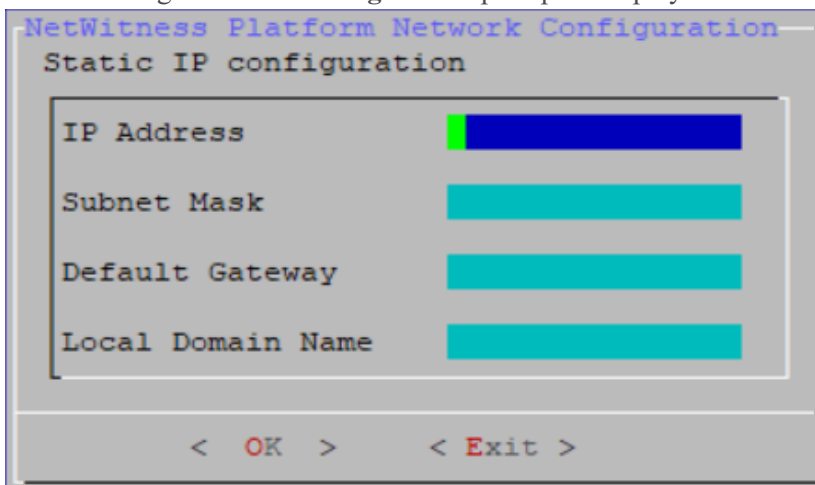 NetWitness Platform Network Configuration
Static IP configuration
IP Address
Subnet Mask
Default Gateway
Local Domain Name
< OK > < Exit >